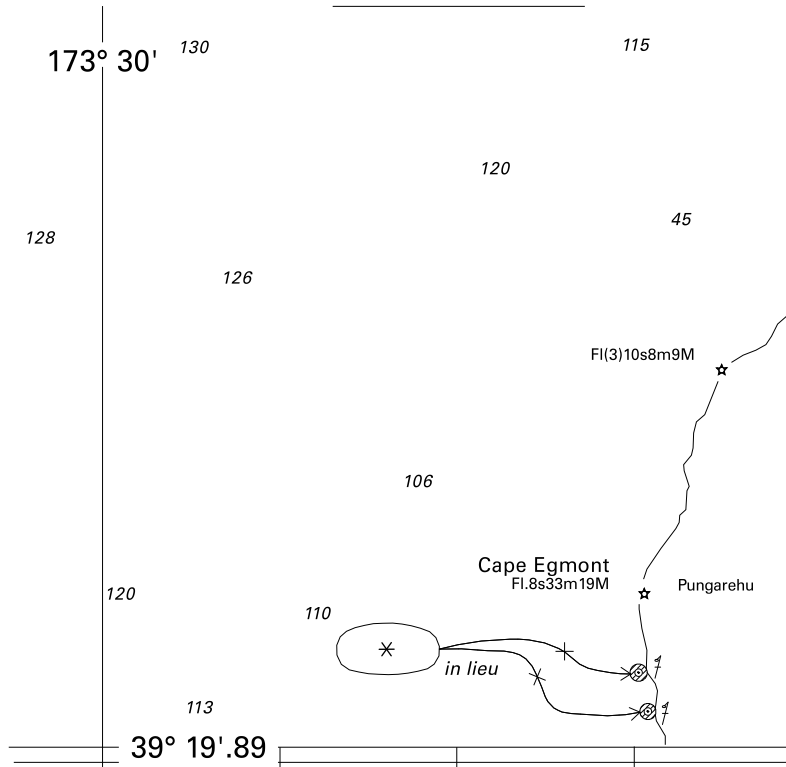 130
115
173° 30'
120
45
128
126
Fl(3)10s8m9M
106
Cape Egmont
Fl.8s33m19M
Pungarehu
120
110
in lieu
113
39° 19'.89